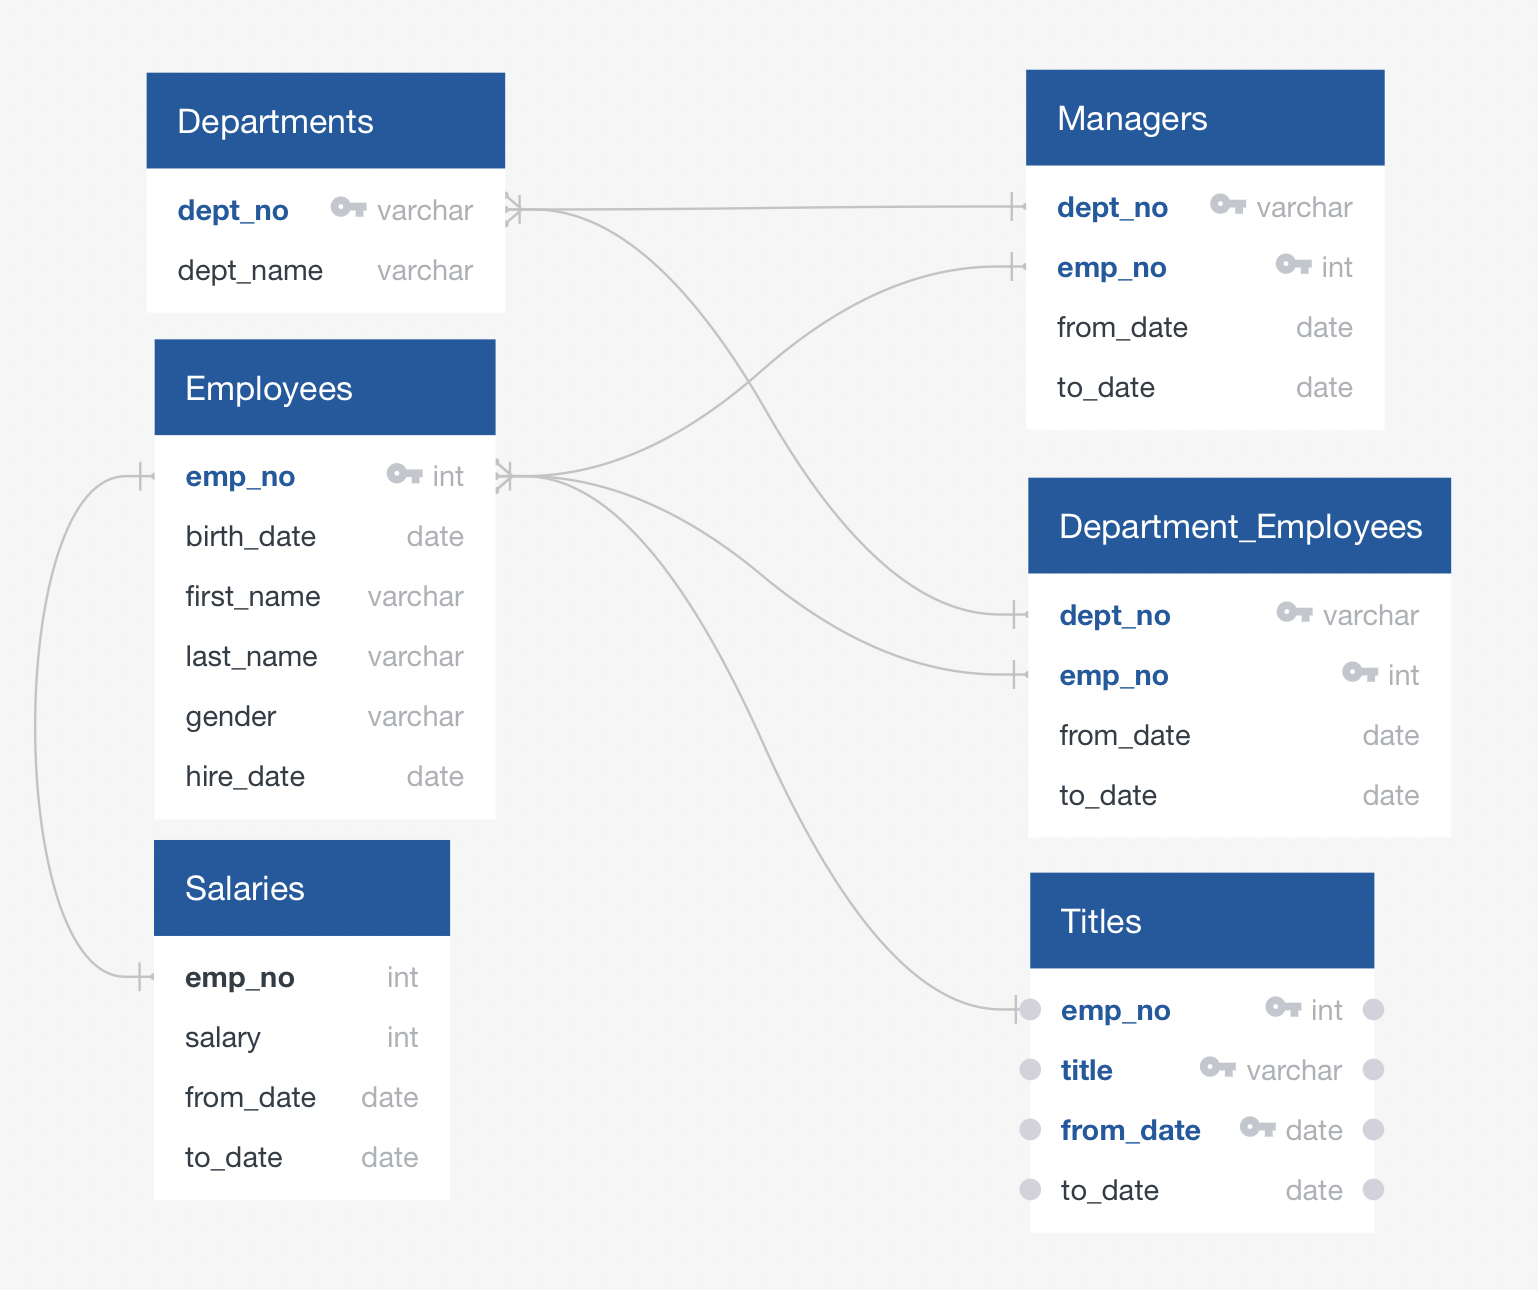 Departments
dept_no varchar
dept_name varchar
Employees
emp_no int
birth_date date
first_name varchar
last_name varchar
gender varchar
hire_date date
Salaries
emp_no int
salary int
from_date date
to_date date
Managers
dept_no varchar
emp_no int
from_date date
to_date date
Department_Employees
dept_no varchar
emp_no int
from_date date
to_date date
Titles
emp_no int
title varchar
from_date date
to_date date